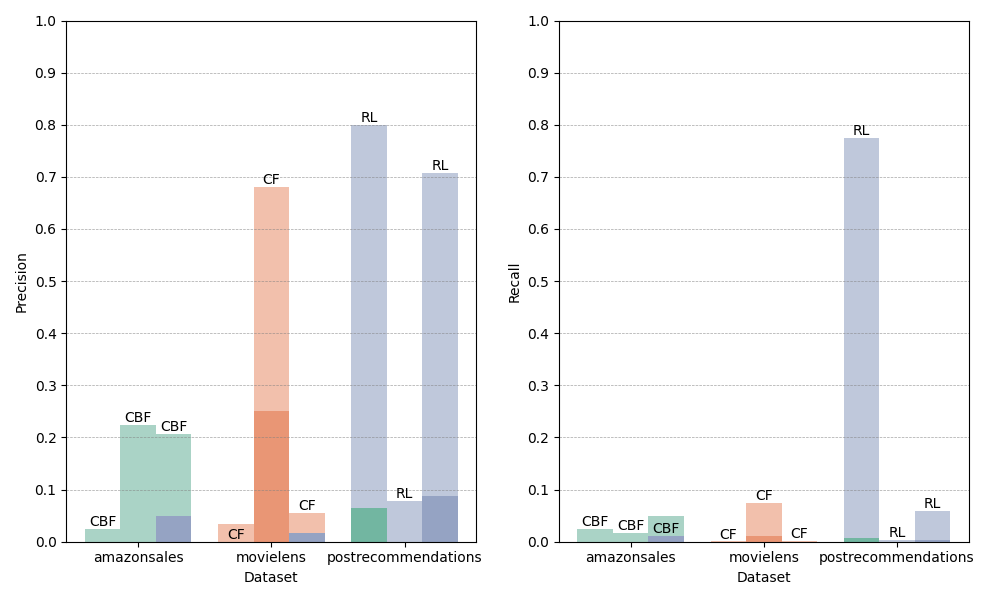 1.0
0.9
0.8
0.7
0.6
0.5
0.4
0.3
0.2
0.1
0.0
Precision
CBF
CBF
CBF
CF
CF
CF
RL
RL
RL
amazonsales
movielens
postrecommendations
Dataset
1.0
0.9
0.8
0.7
0.6
0.5
0.4
0.3
0.2
0.1
0.0
Recall
CBF
CBF
CBF
CF
CF
CF
RL
RL
RL
amazonsales
movielens
postrecommendations
Dataset